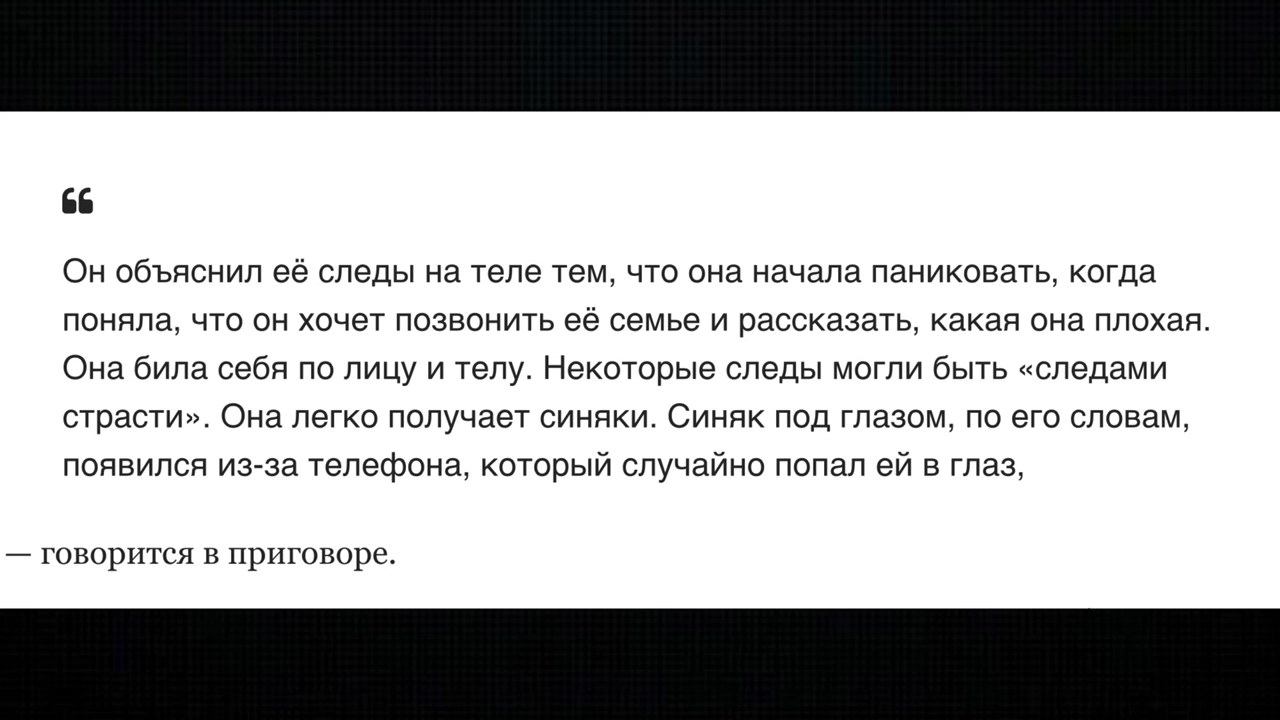 “
Он объяснил её следы на теле тем, что она начала паниковать, когда
поняла, что он хочет позвонить её семье и рассказать, какая она плохая.
Она била себя по лицу и телу. Некоторые следы могли быть «следами
страсти». Она легко получает синяки. Синяк под глазом, по его словам,
появился из-за телефона, который случайно попал ей в глаз,
— говорится в приговоре.